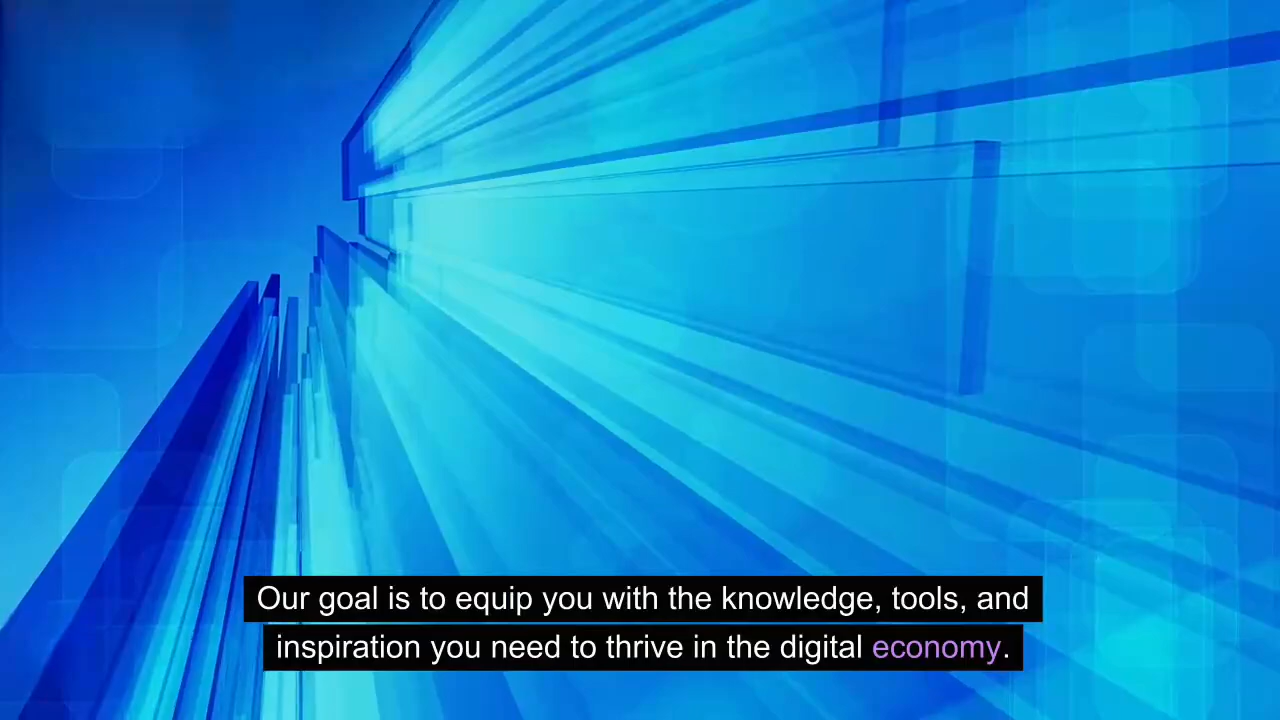 Our goal is to equip you with the knowledge, tools, and
inspiration you need to thrive in the digital economy.